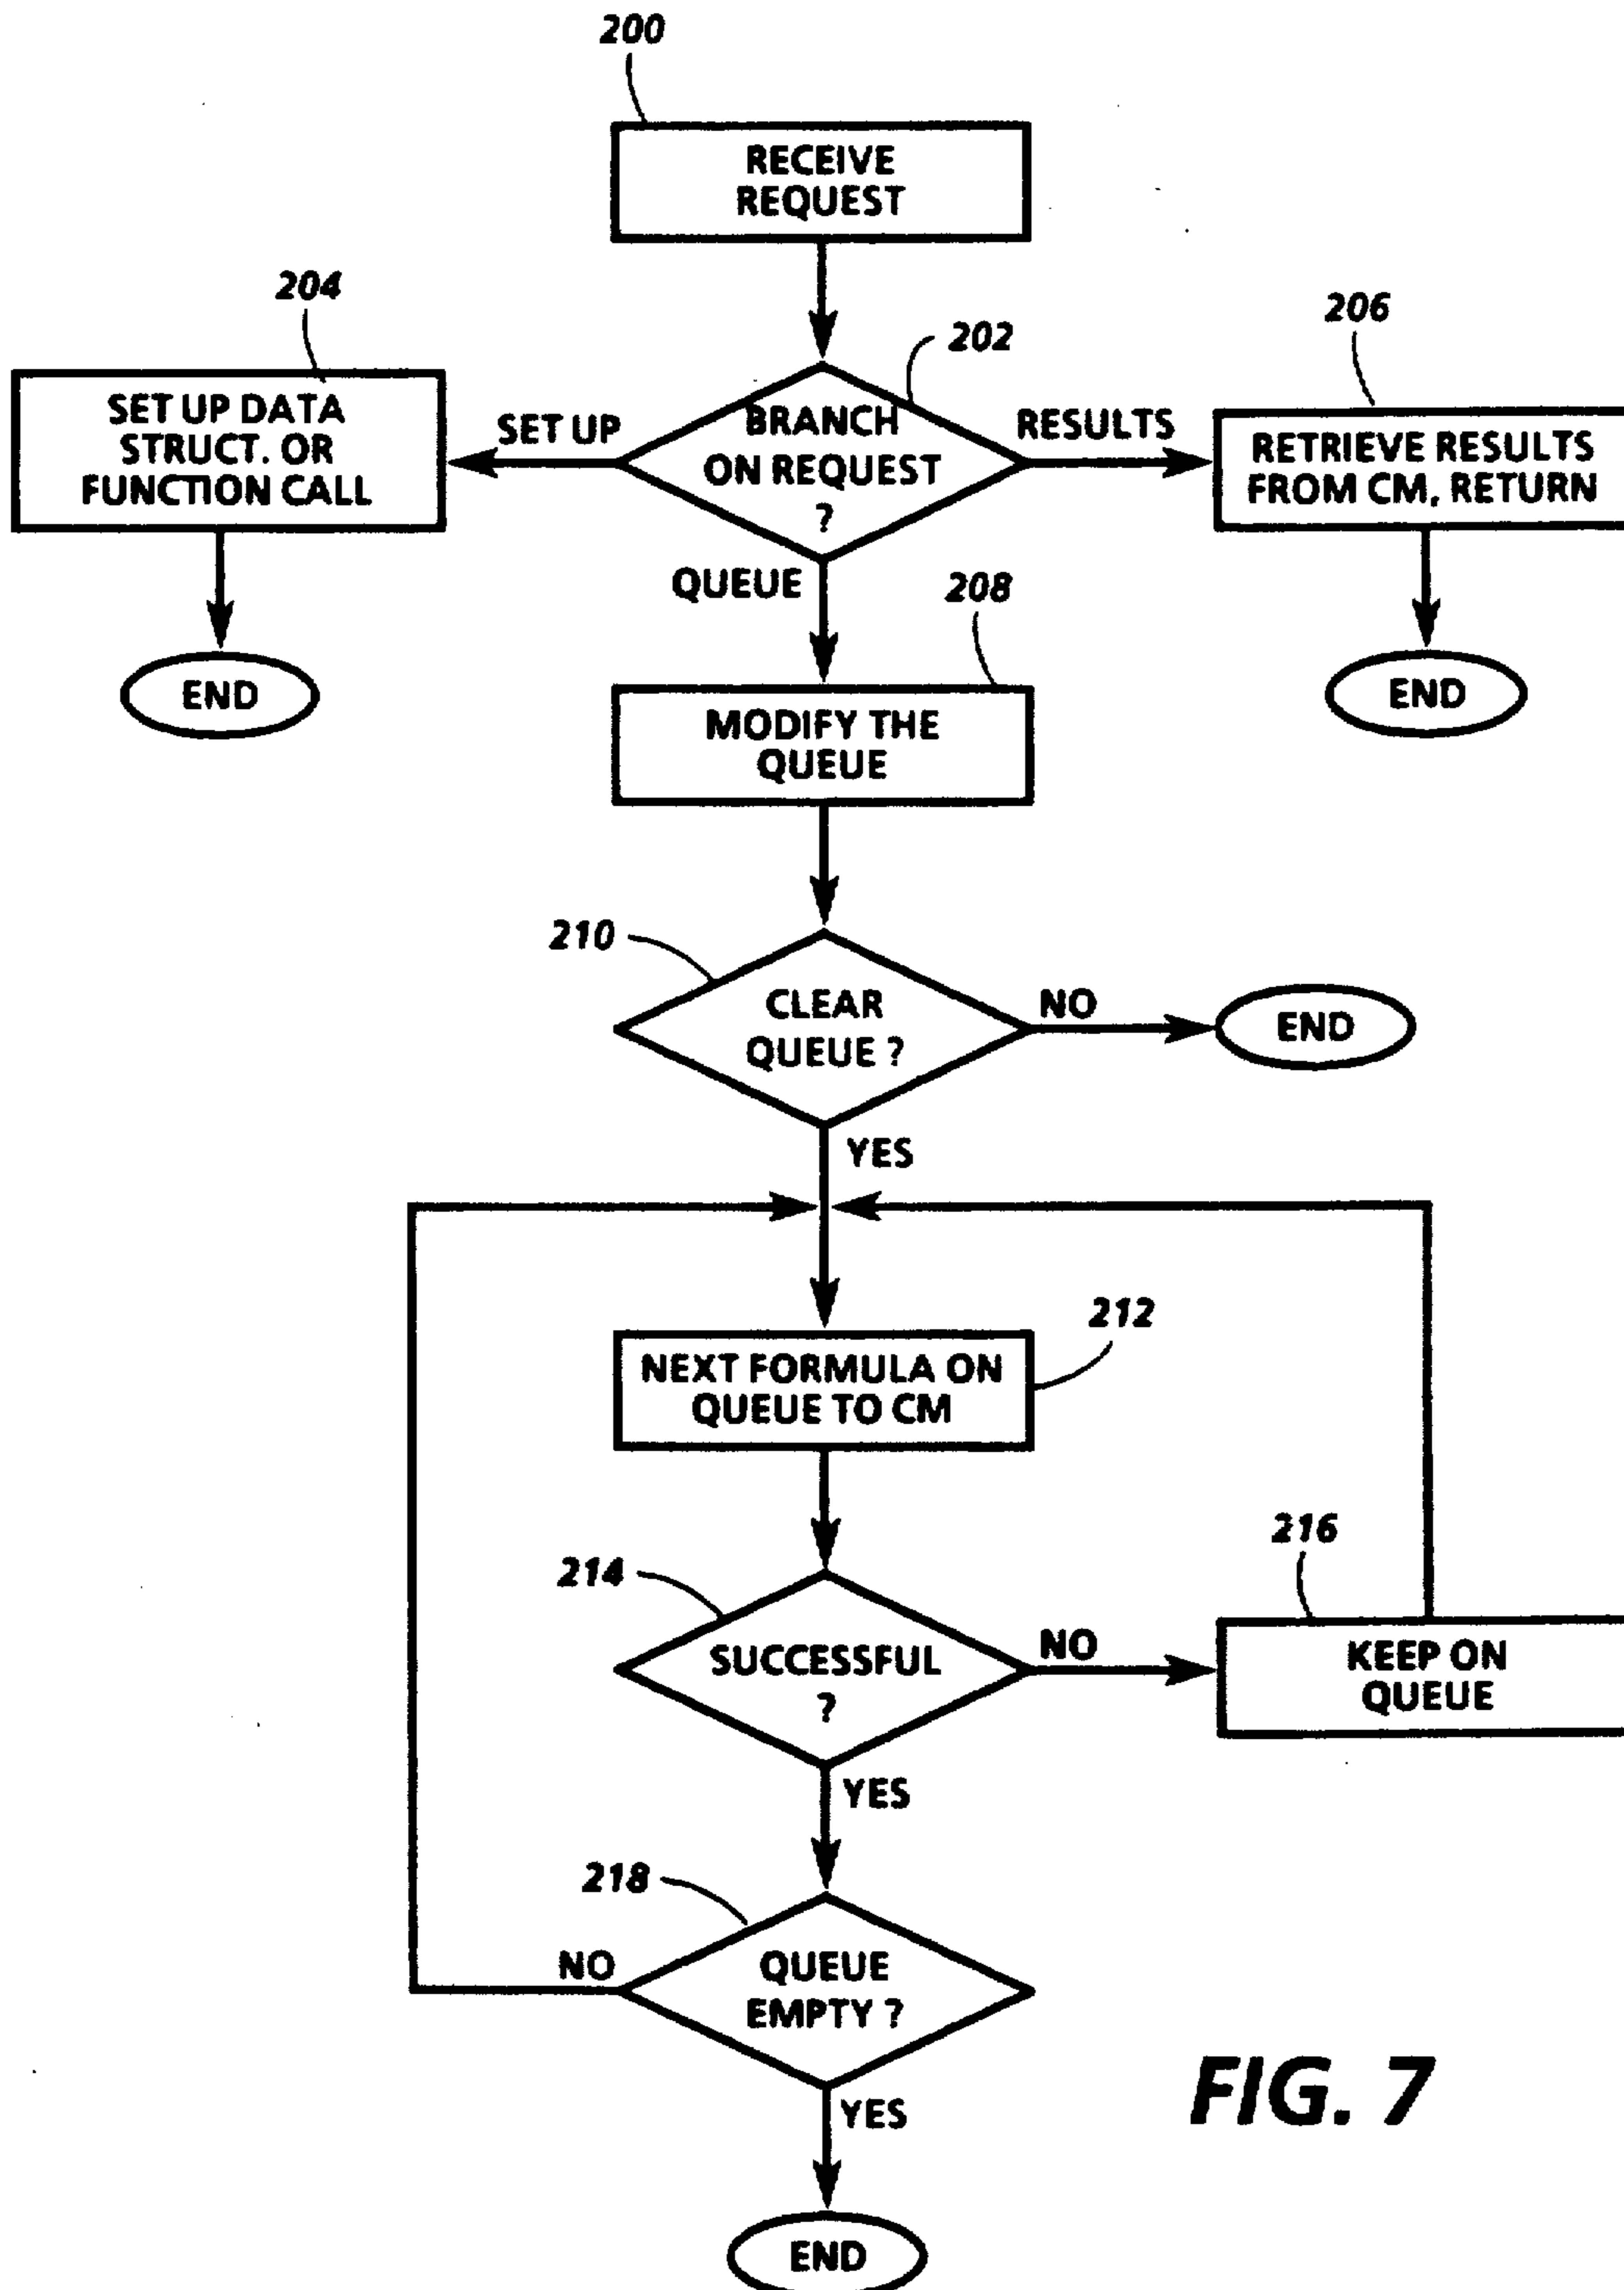 200
RECEIVE
REQUEST
204
202
206
SET UP DATA
STRUCT. OR
FUNCTION CALL
SET UP
BRANCH
ON REQUEST
?
RESULTS
RETRIEVE RESULTS
FROM CM, RETURN
QUEUE
208
END
END
MODIFY THE
QUEUE
210
CLEAR
QUEUE ?
NO
END
YES
212
NEXT FORMULA ON
QUEUE TO CM
214
216
SUCCESSFUL
?
NO
KEEP ON
QUEUE
YES
218
NO
QUEUE
EMPTY ?
YES
FIG. 7
END